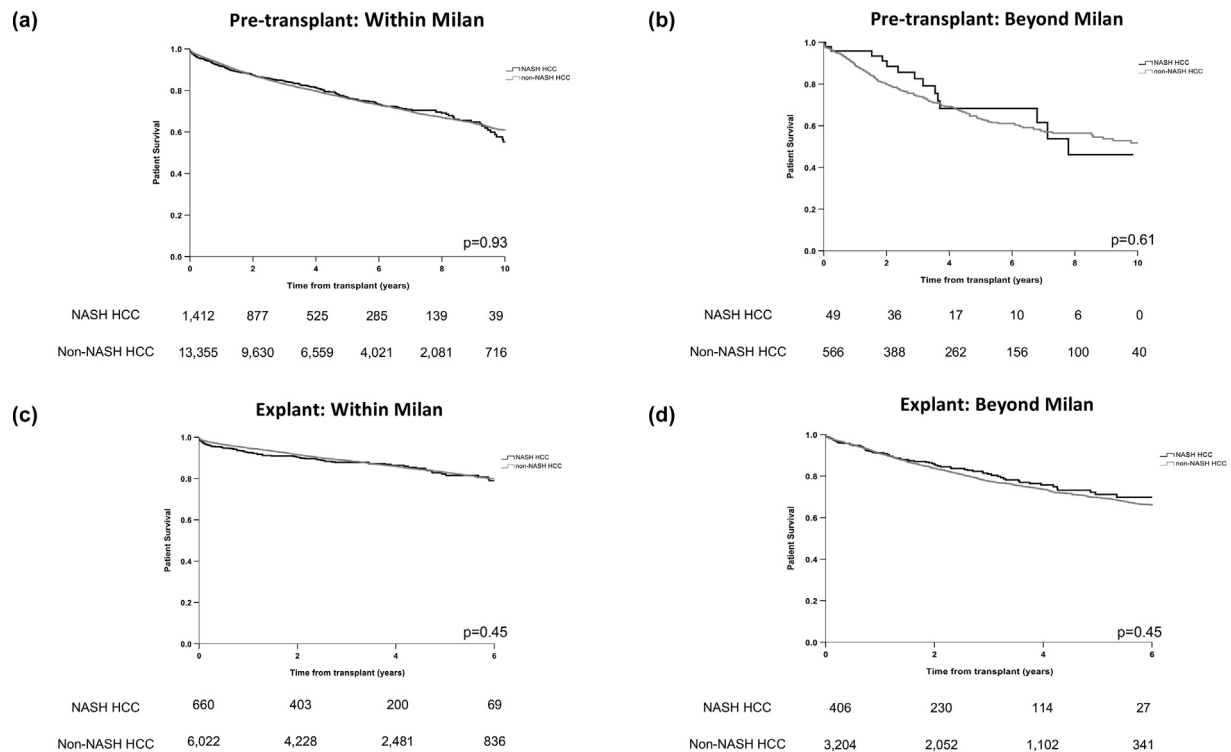 (a)
Pre-transplant: Within Milan
1.0
0.8
0.6
0.4
0.2
0.0
Patient Survival
NASH HCC
non-NASH HCC
p=0.93
0 2 4 6 8 10
Time from transplant (years)
NASH HCC 1,412 877 525 285 139 39
Non-NASH HCC 13,355 9,630 6,559 4,021 2,081 716
(b)
Pre-transplant: Beyond Milan
1.0
0.8
0.6
0.4
0.2
0.0
Patient Survival
NASH HCC
non-NASH HCC
p=0.61
0 2 4 6 8 10
Time from transplant (years)
NASH HCC 49 36 17 10 6 0
Non-NASH HCC 566 388 262 156 100 40
(c)
Explant: Within Milan
1.0
0.8
0.6
0.4
0.2
0.0
Patient Survival
NASH HCC
non-NASH HCC
p=0.45
0 2 4 6
Time from transplant (years)
NASH HCC 660 403 200 69
Non-NASH HCC 6,022 4,228 2,481 836
(d)
Explant: Beyond Milan
1.0
0.8
0.6
0.4
0.2
0.0
Patient Survival
NASH HCC
non-NASH HCC
p=0.45
0 2 4 6
Time from transplant (years)
NASH HCC 406 230 114 27
Non-NASH HCC 3,204 2,052 1,102 341